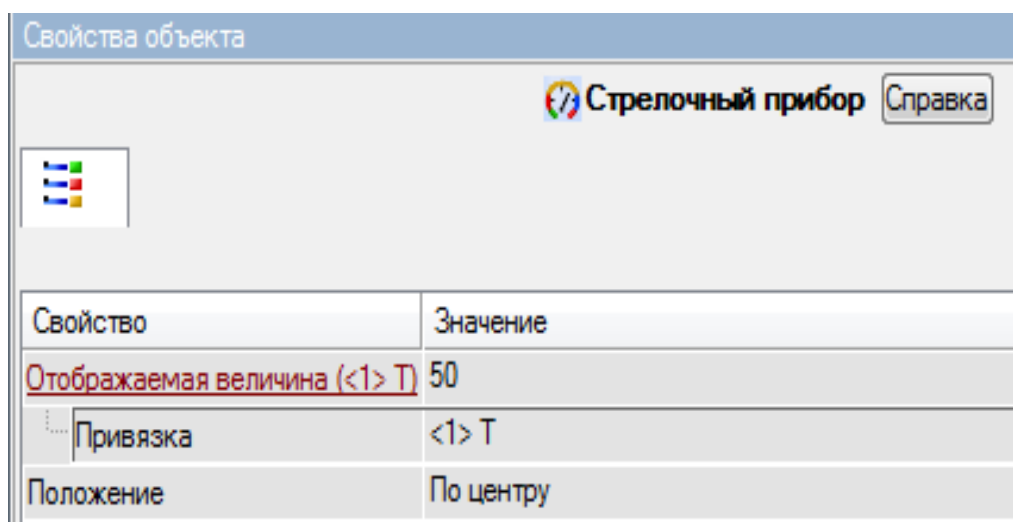 Свойства объекта
Стрелочный прибор Справка
Свойство Значение
Отображаемая величина (<1> T) 50
Привязка <1> T
Положение По центру